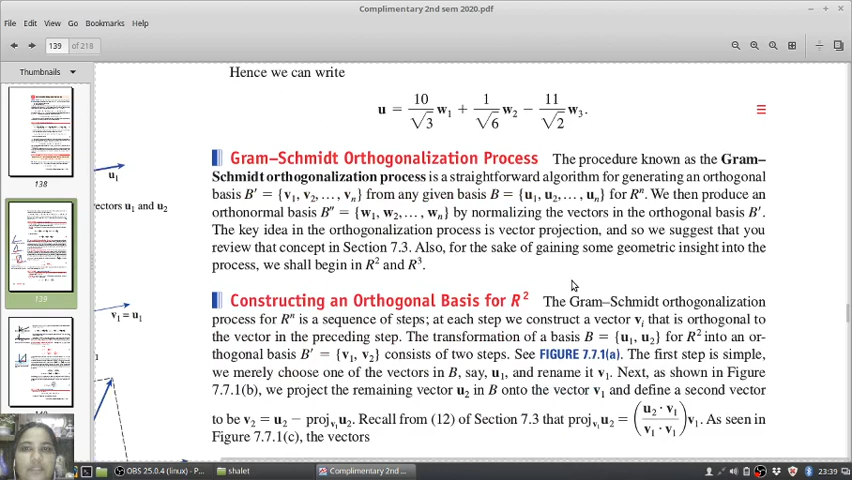 Complimentary 2nd sem 2020.pdf
File Edit View Go Bookmarks Help
139 of 218
Thumbnails
138
139
u₁
vectors u₁ and u₂
v₁ = u₁
Hence we can write
u = 10/√3 w₁ + 1/√6 w₂ − 11/√2 w₃.
Gram–Schmidt Orthogonalization Process The procedure known as the Gram–
Schmidt orthogonalization process is a straightforward algorithm for generating an orthogonal
basis B′ = {v₁, v₂, . . . , vₙ} from any given basis B = {u₁, u₂, . . . , uₙ} for Rⁿ. We then produce an
orthonormal basis B″ = {w₁, w₂, . . . , wₙ} by normalizing the vectors in the orthogonal basis B′.
The key idea in the orthogonalization process is vector projection, and so we suggest that you
review that concept in Section 7.3. Also, for the sake of gaining some geometric insight into the
process, we shall begin in R² and R³.
Constructing an Orthogonal Basis for R² The Gram–Schmidt orthogonalization
process for Rⁿ is a sequence of steps; at each step we construct a vector vᵢ that is orthogonal to
the vector in the preceding step. The transformation of a basis B = {u₁, u₂} for R² into an or-
thogonal basis B′ = {v₁, v₂} consists of two steps. See FIGURE 7.7.1(a). The first step is simple,
we merely choose one of the vectors in B, say, u₁, and rename it v₁. Next, as shown in Figure
7.7.1(b), we project the remaining vector u₂ in B onto the vector v₁ and define a second vector
to be v₂ = u₂ − projᵥ₁u₂. Recall from (12) of Section 7.3 that projᵥ₁u₂ = (u₂ · v₁ / v₁ · v₁) v₁. As seen in
Figure 7.7.1(c), the vectors
OBS 25.0.4 (linux) - P...
shalet
Complimentary 2nd se...
23:39